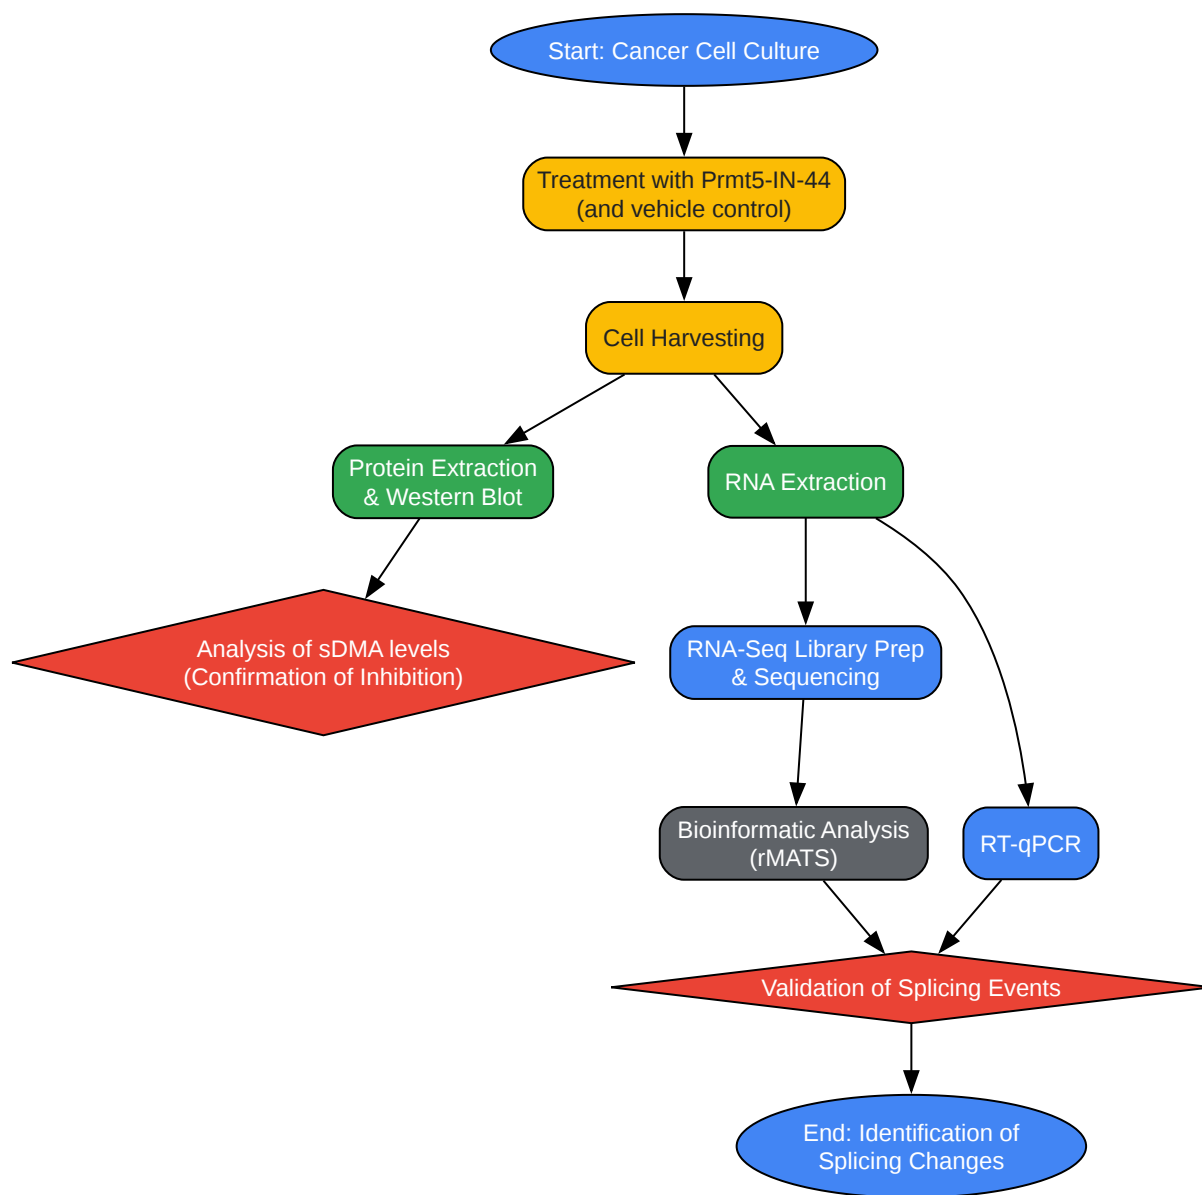 Start: Cancer Cell Culture
Treatment with Prmt5-IN-44
(and vehicle control)
Cell Harvesting
Protein Extraction
& Western Blot
RNA Extraction
Analysis of sDMA levels
(Confirmation of Inhibition)
RNA-Seq Library Prep
& Sequencing
Bioinformatic Analysis
(rMATS)
RT-qPCR
Validation of Splicing Events
End: Identification of
Splicing Changes